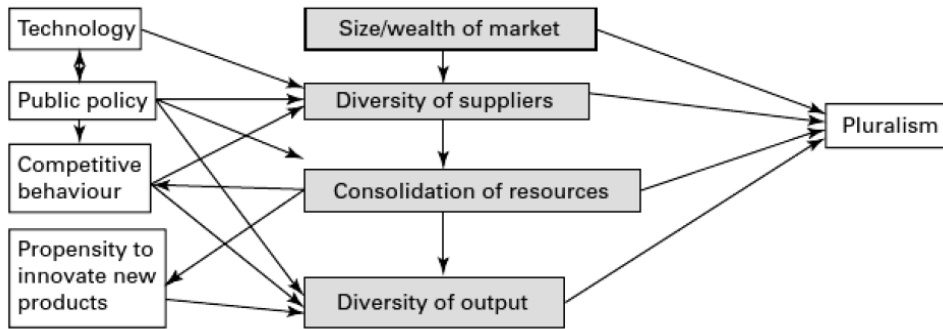 Technology
Size/wealth of market
Public policy
Diversity of suppliers
Pluralism
Competitive
behaviour
Consolidation of resources
Propensity to
innovate new
products
Diversity of output